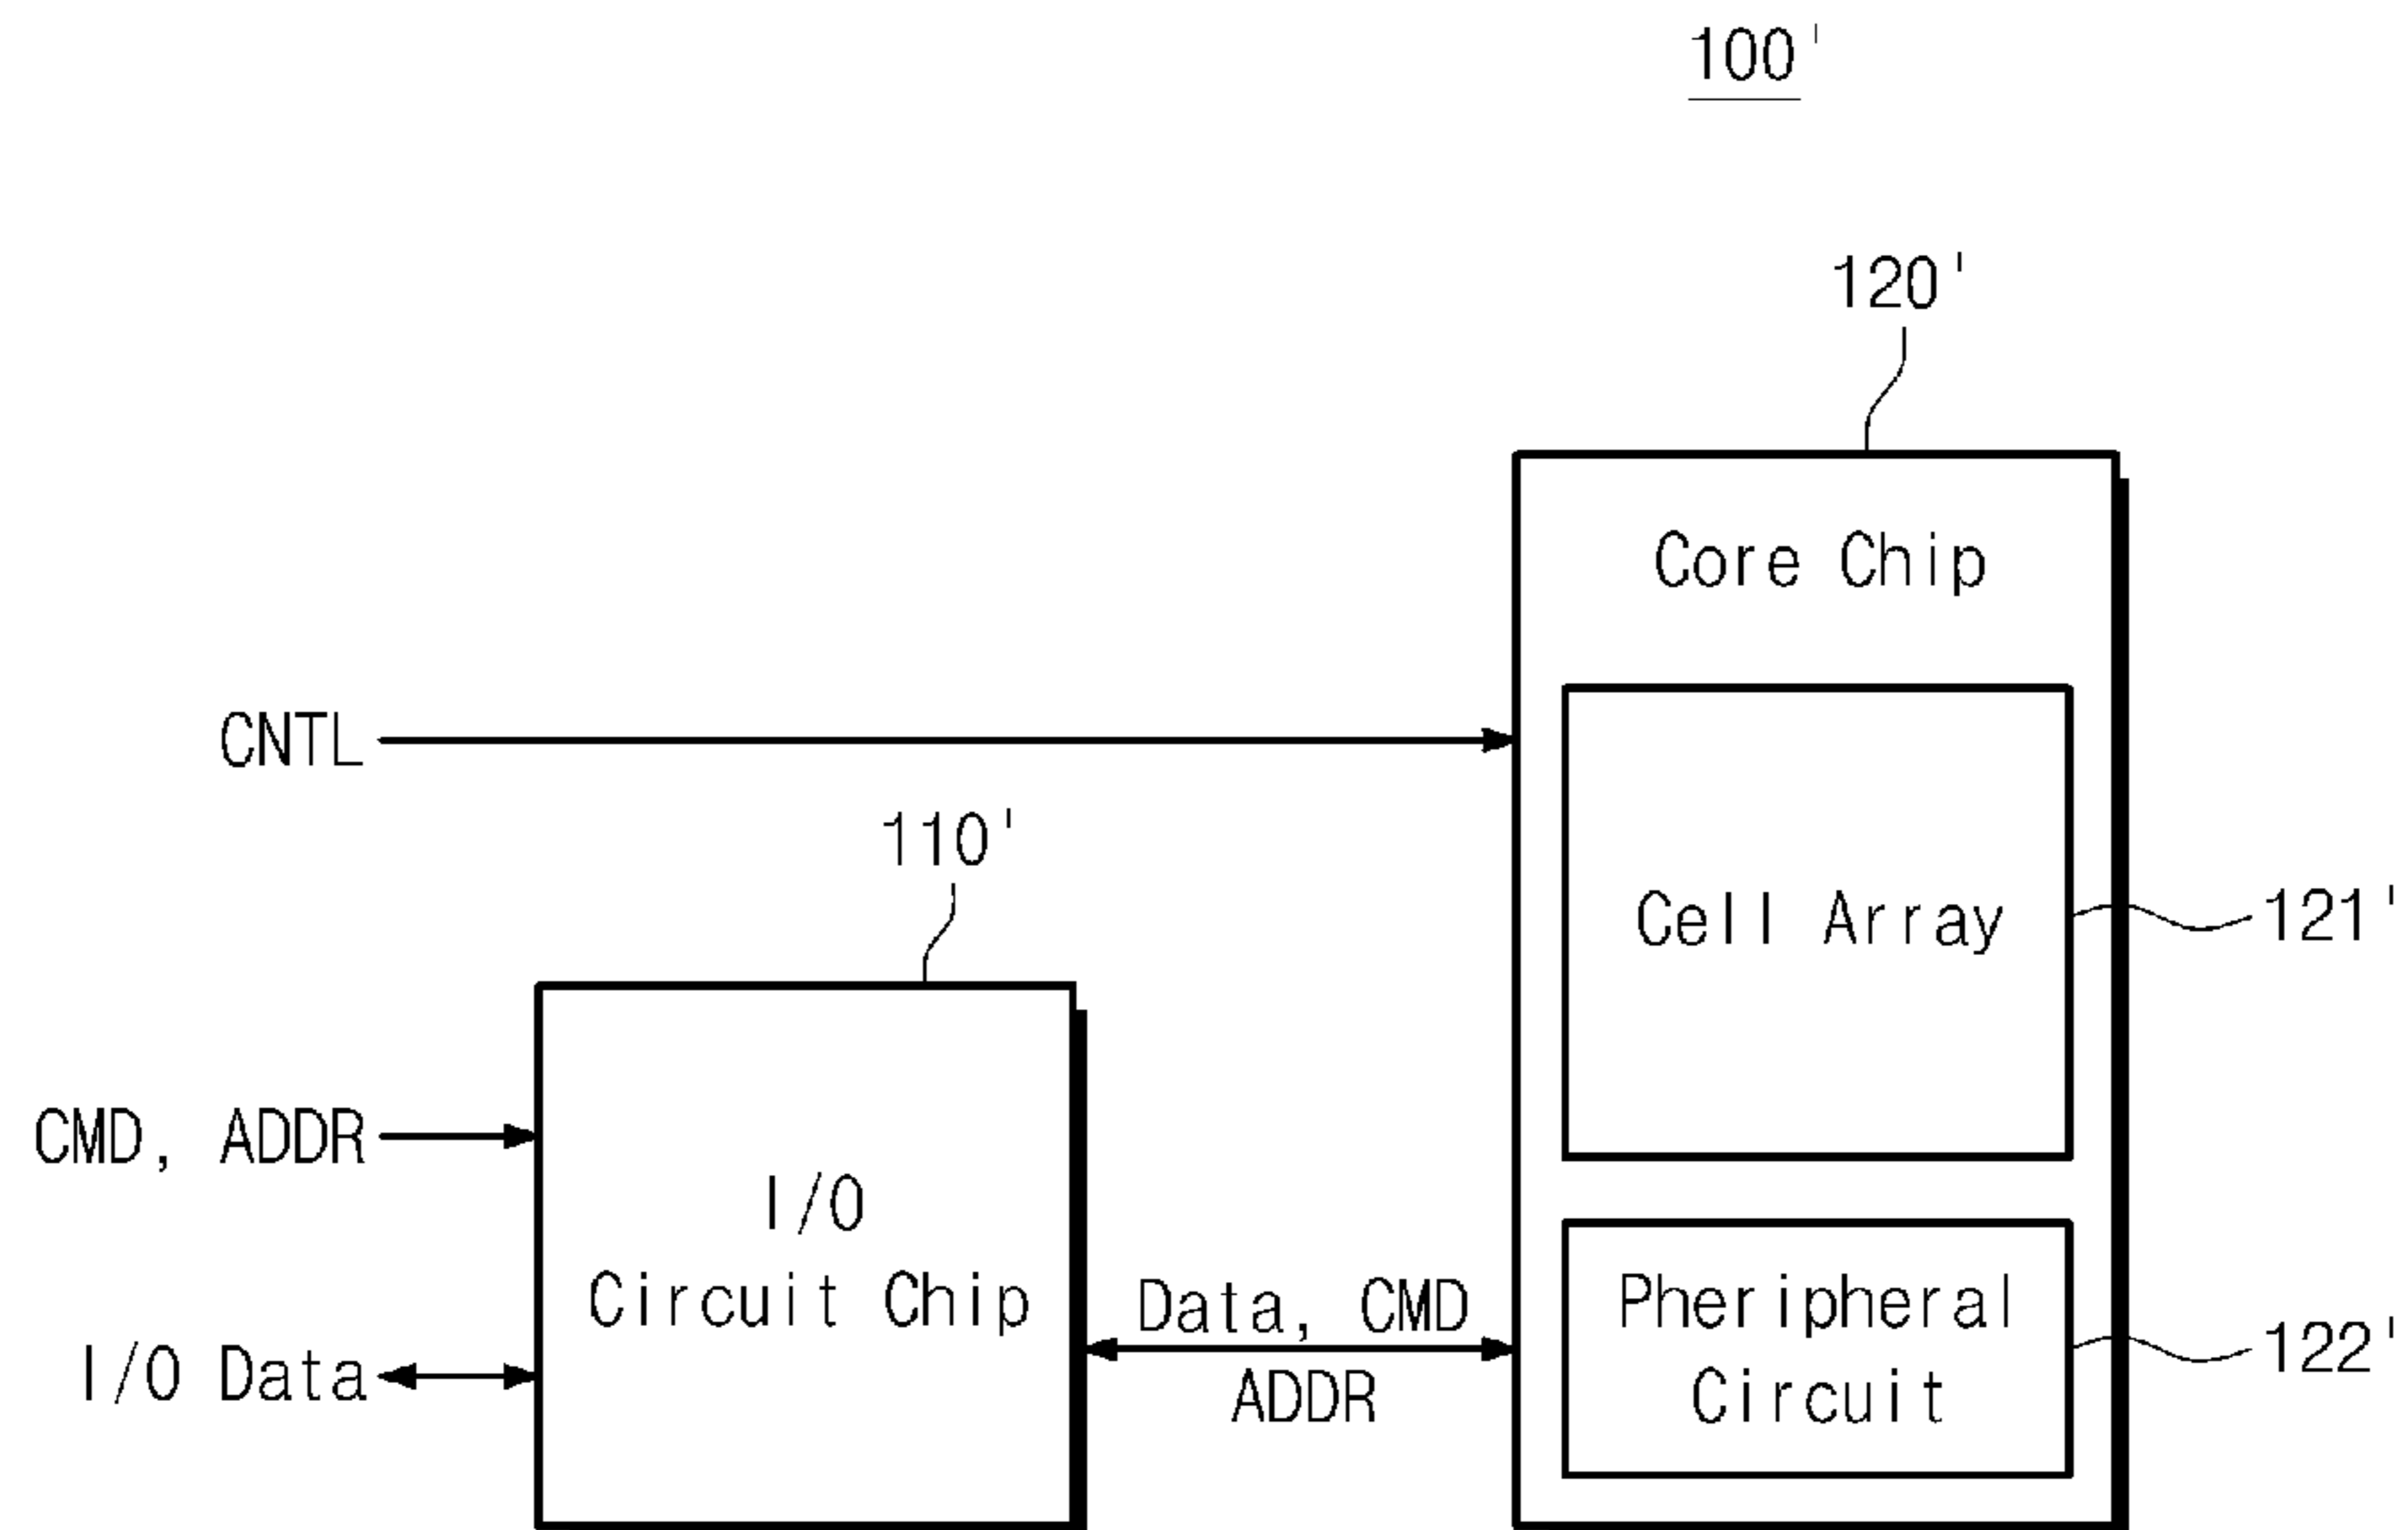 100'
120'
Core Chip
CNTL
110'
Cell Array
121'
CMD, ADDR
I/O
Circuit Chip
Data, CMD
ADDR
I/O Data
Pheripheral
Circuit
122'